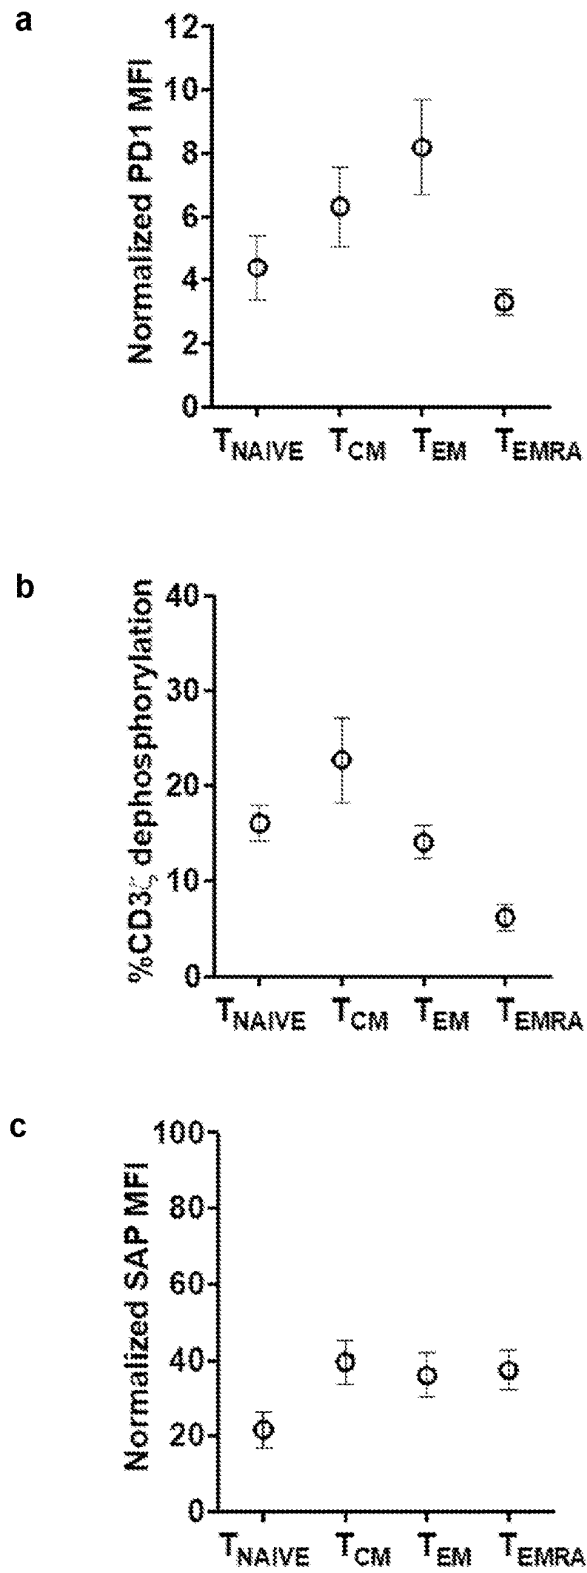 a
Normalized PD1 MFI
12
10
8
6
4
2
0
TNAIVE TCM TEM TEMRA
b
%CD3ζ dephosphorylation
40
30
20
10
0
TNAIVE TCM TEM TEMRA
c
Normalized SAP MFI
100
80
60
40
20
0
TNAIVE TCM TEM TEMRA